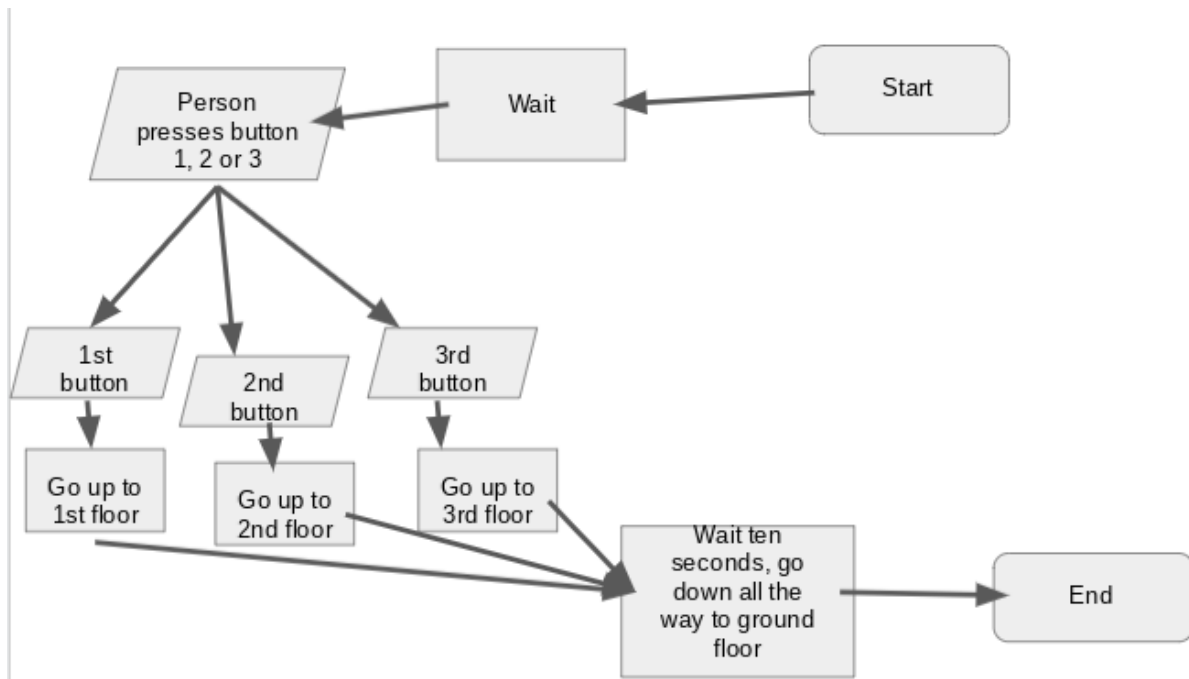 Start
Wait
Person
presses button
1, 2 or 3
1st
button
2nd
button
3rd
button
Go up to
1st floor
Go up to
2nd floor
Go up to
3rd floor
Wait ten
seconds, go
down all the
way to ground
floor
End